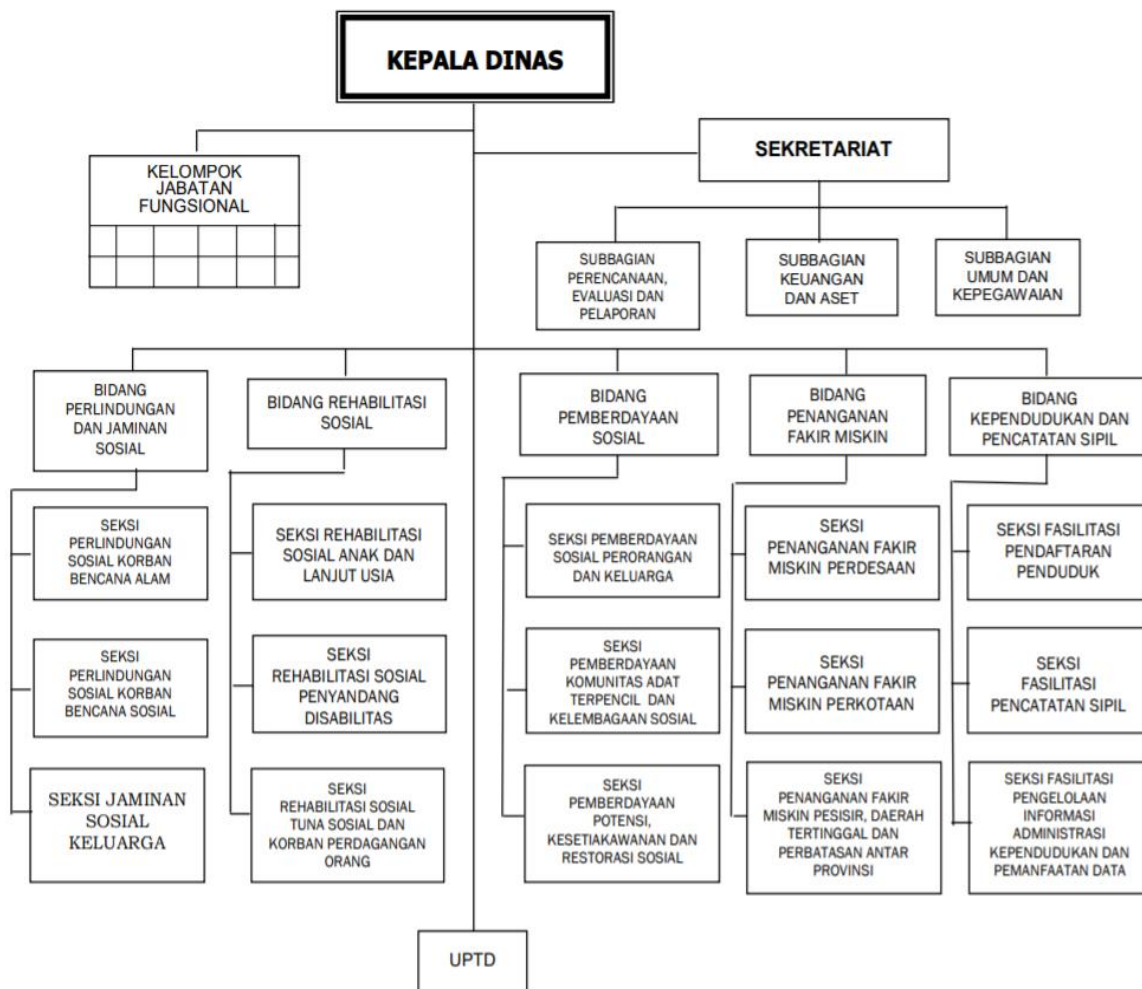 KEPALA DINAS
KELOMPOK
JABATAN
FUNGSIONAL
SEKRETARIAT
SUBBAGIAN
PERENCANAAN,
EVALUASI DAN
PELAPORAN
SUBBAGIAN
KEUANGAN
DAN ASET
SUBBAGIAN
UMUM DAN
KEPEGAWAIAN
BIDANG
PERLINDUNGAN
DAN JAMINAN
SOSIAL
BIDANG REHABILITASI
SOSIAL
BIDANG
PEMBERDAYAAN
SOSIAL
BIDANG
PENANGANAN
FAKIR MISKIN
BIDANG
KEPENDUDUKAN DAN
PENCATATAN SIPIL
SEKSI
PERLINDUNGAN
SOSIAL KORBAN
BENCANA ALAM
SEKSI REHABILITASI
SOSIAL ANAK DAN
LANJUT USIA
SEKSI PEMBERDAYAAN
SOSIAL PERORANGAN
DAN KELUARGA
SEKSI
PENANGANAN FAKIR
MISKIN PERDESAAN
SEKSI FASILITASI
PENDAFTARAN
PENDUDUK
SEKSI
PERLINDUNGAN
SOSIAL KORBAN
BENCANA SOSIAL
SEKSI
REHABILITASI SOSIAL
PENYANDANG
DISABILITAS
SEKSI
PEMBERDAYAAN
KOMUNITAS ADAT
TERPENCIL DAN
KELEMBAGAAN SOSIAL
SEKSI
PENANGANAN FAKIR
MISKIN PERKOTAAN
SEKSI
FASILITASI
PENCATATAN SIPIL
SEKSI JAMINAN
SOSIAL
KELUARGA
SEKSI
REHABILITASI SOSIAL
TUNA SOSIAL DAN
KORBAN PERDAGANGAN
ORANG
SEKSI
PEMBERDAYAAN
POTENSI,
KESETIAKAWANAN DAN
RESTORASI SOSIAL
SEKSI
PENANGANAN FAKIR
MISKIN PESISIR, DAERAH
TERTINGGAL DAN
PERBATASAN ANTAR
PROVINSI
SEKSI FASILITASI
PENGELOLAAN
INFORMASI
ADMINISTRASI
KEPENDUDUKAN DAN
PEMANFAATAN DATA
UPTD